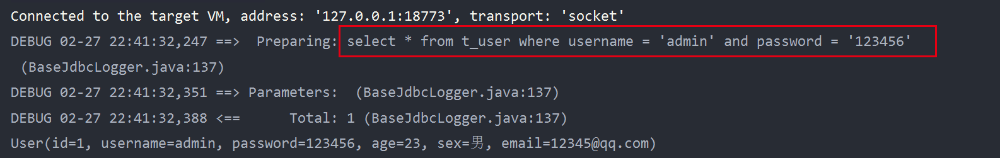 Connected to the target VM, address: '127.0.0.1:18773', transport: 'socket'
DEBUG 02-27 22:41:32,247 ==>  Preparing: select * from t_user where username = 'admin' and password = '123456'
 (BaseJdbcLogger.java:137)
DEBUG 02-27 22:41:32,351 ==> Parameters:  (BaseJdbcLogger.java:137)
DEBUG 02-27 22:41:32,388 <==      Total: 1 (BaseJdbcLogger.java:137)
User(id=1, username=admin, password=123456, age=23, sex=男, email=12345@qq.com)